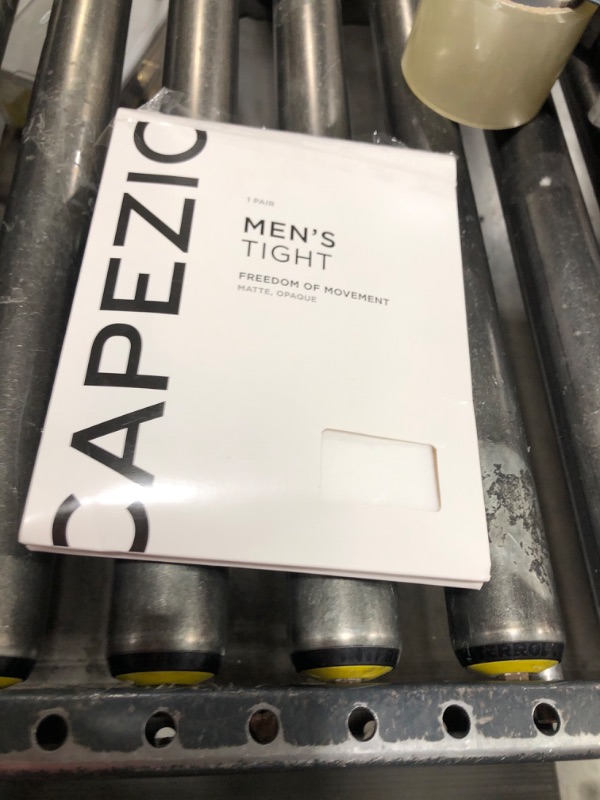 CAPEZIO
1 PAIR
MEN'S
TIGHT
FREEDOM OF MOVEMENT
MATTE, OPAQUE